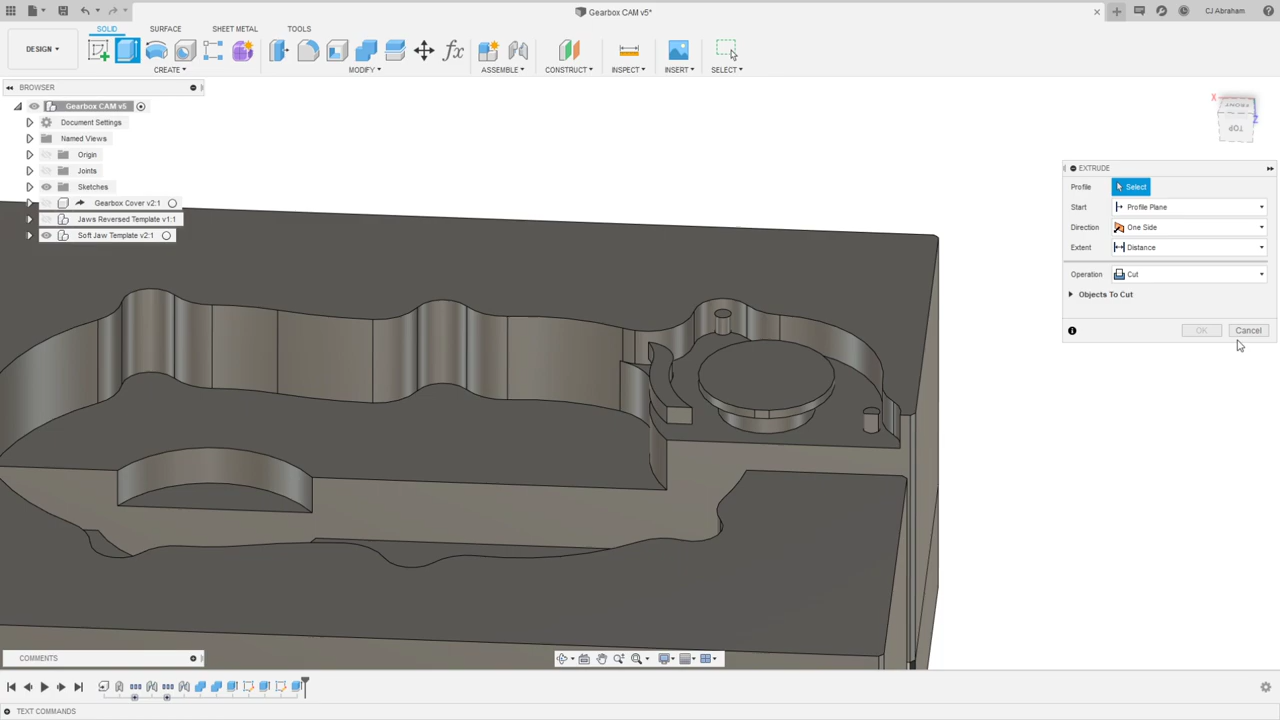 Gearbox CAM v5*
CJ Abraham
SOLID SURFACE SHEET METAL TOOLS
DESIGN
CREATE MODIFY ASSEMBLE CONSTRUCT INSPECT INSERT SELECT
BROWSER
Gearbox CAM v5
Document Settings
Named Views
Origin
Joints
Sketches
Gearbox Cover v2:1
Jaws Reversed Template v1:1
Soft Jaw Template v2:1
X
FRONT
Z
TOP
EXTRUDE
Profile Select
Start Profile Plane
Direction One Side
Extent Distance
Operation Cut
Objects To Cut
OK Cancel
COMMENTS
TEXT COMMANDS